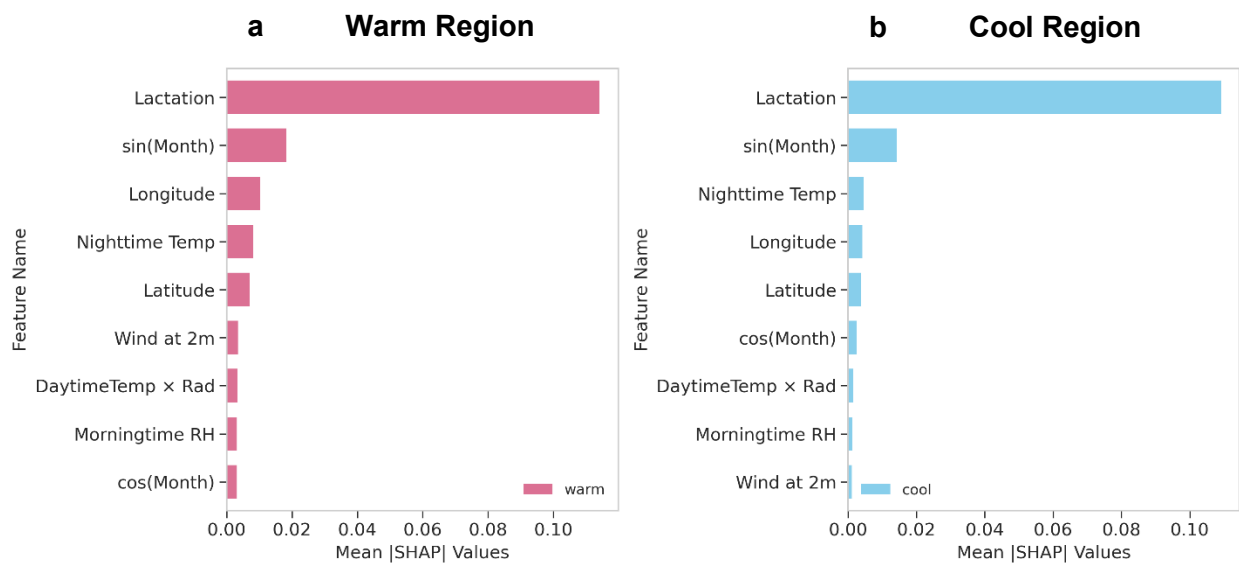 a Warm Region
Feature Name
Lactation
sin(Month)
Longitude
Nighttime Temp
Latitude
Wind at 2m
DaytimeTemp × Rad
Morningtime RH
cos(Month)
warm
0.00 0.02 0.04 0.06 0.08 0.10
Mean |SHAP| Values
b Cool Region
Feature Name
Lactation
sin(Month)
Nighttime Temp
Longitude
Latitude
cos(Month)
DaytimeTemp × Rad
Morningtime RH
Wind at 2m
cool
0.00 0.02 0.04 0.06 0.08 0.10
Mean |SHAP| Values